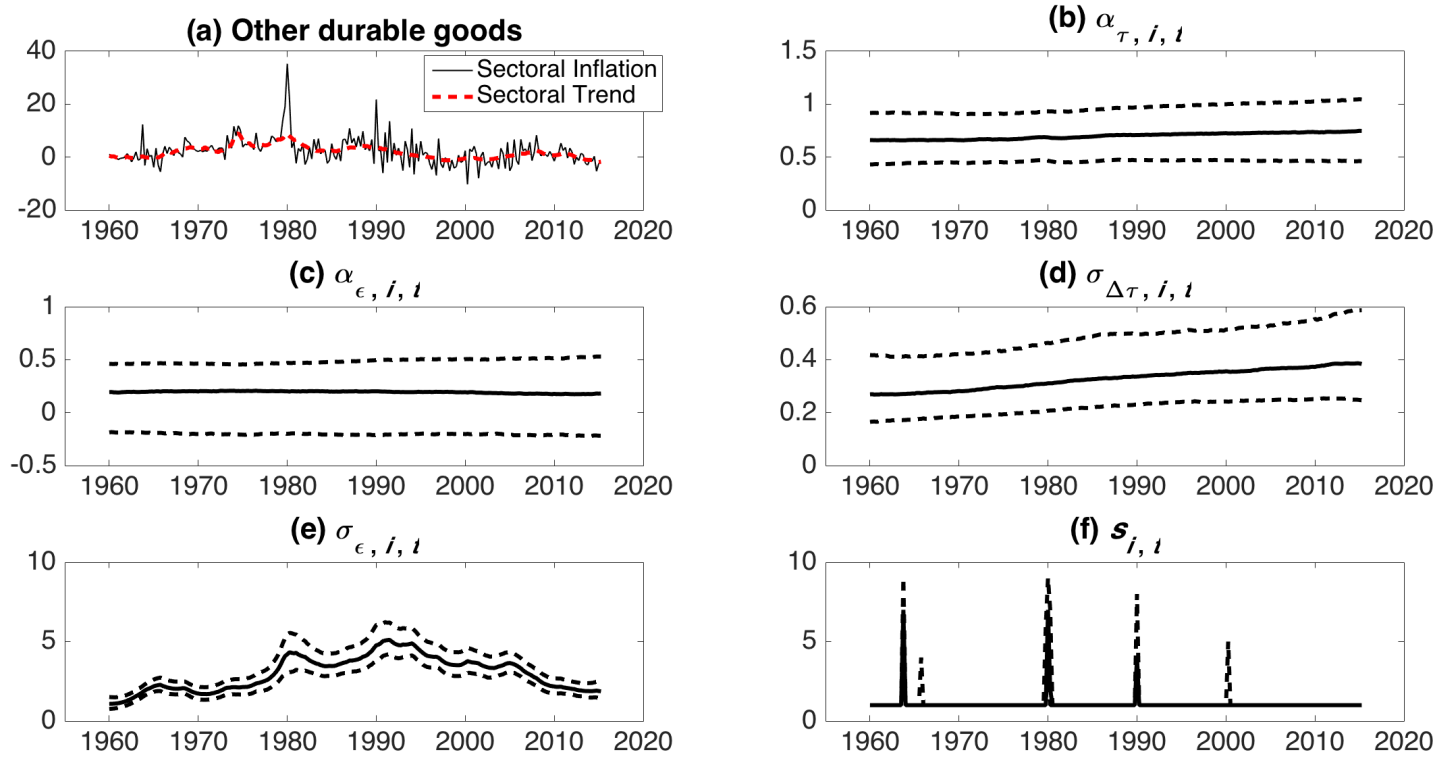 (a) Other durable goods
40
20
0
-20
Sectoral Inflation
Sectoral Trend
1960 1970 1980 1990 2000 2010 2020
(b) α τ, i, t
1.5
1
0.5
0
1960 1970 1980 1990 2000 2010 2020
(c) α ϵ, i, t
1
0.5
0
-0.5
1960 1970 1980 1990 2000 2010 2020
(d) σ Δτ, i, t
0.6
0.4
0.2
0
1960 1970 1980 1990 2000 2010 2020
(e) σ ϵ, i, t
10
5
0
1960 1970 1980 1990 2000 2010 2020
(f) s i, t
10
5
0
1960 1970 1980 1990 2000 2010 2020